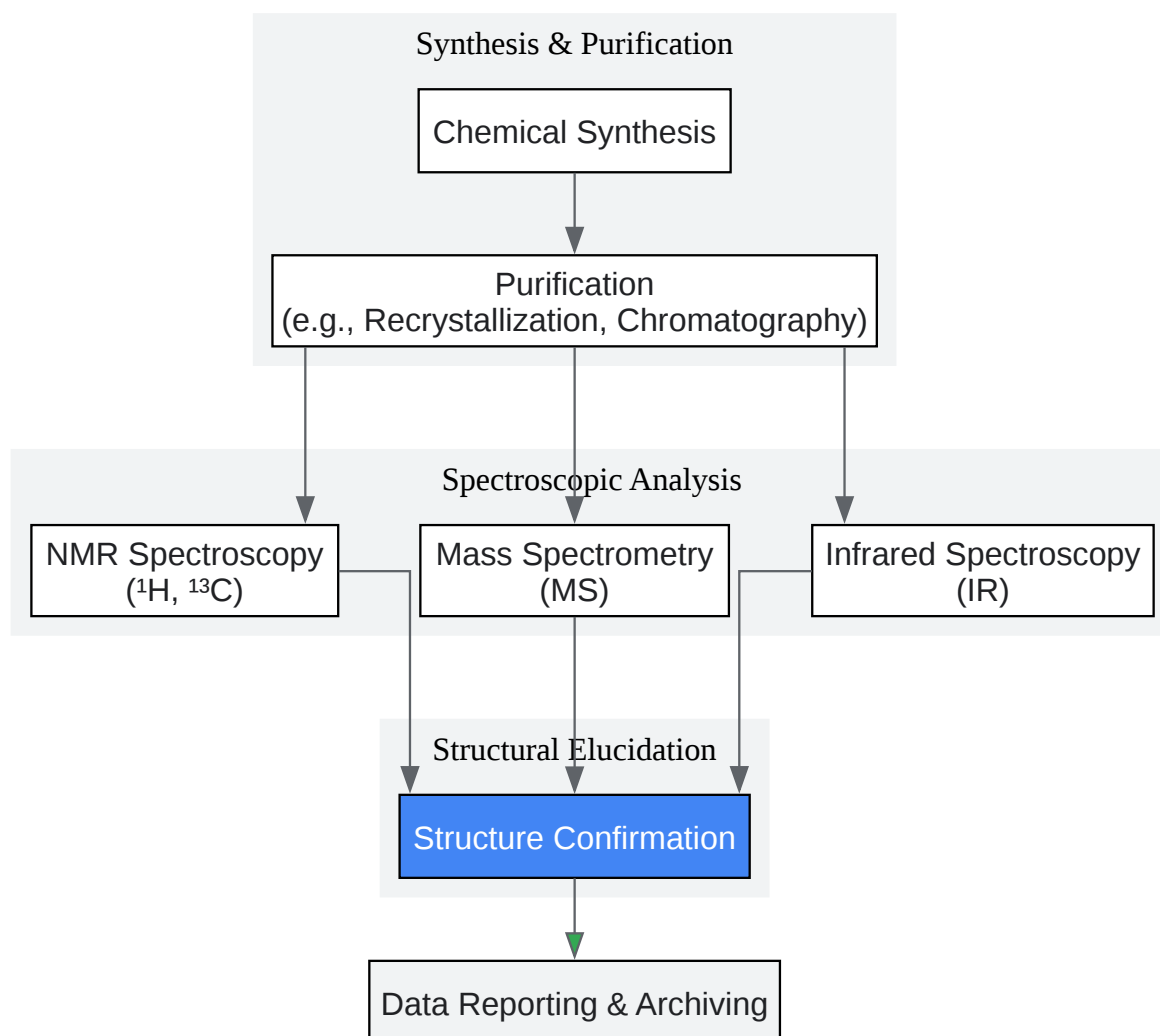 Synthesis & Purification
Chemical Synthesis
Purification
(e.g., Recrystallization, Chromatography)
Spectroscopic Analysis
NMR Spectroscopy
(¹H, ¹³C)
Mass Spectrometry
(MS)
Infrared Spectroscopy
(IR)
Structural Elucidation
Structure Confirmation
Data Reporting & Archiving